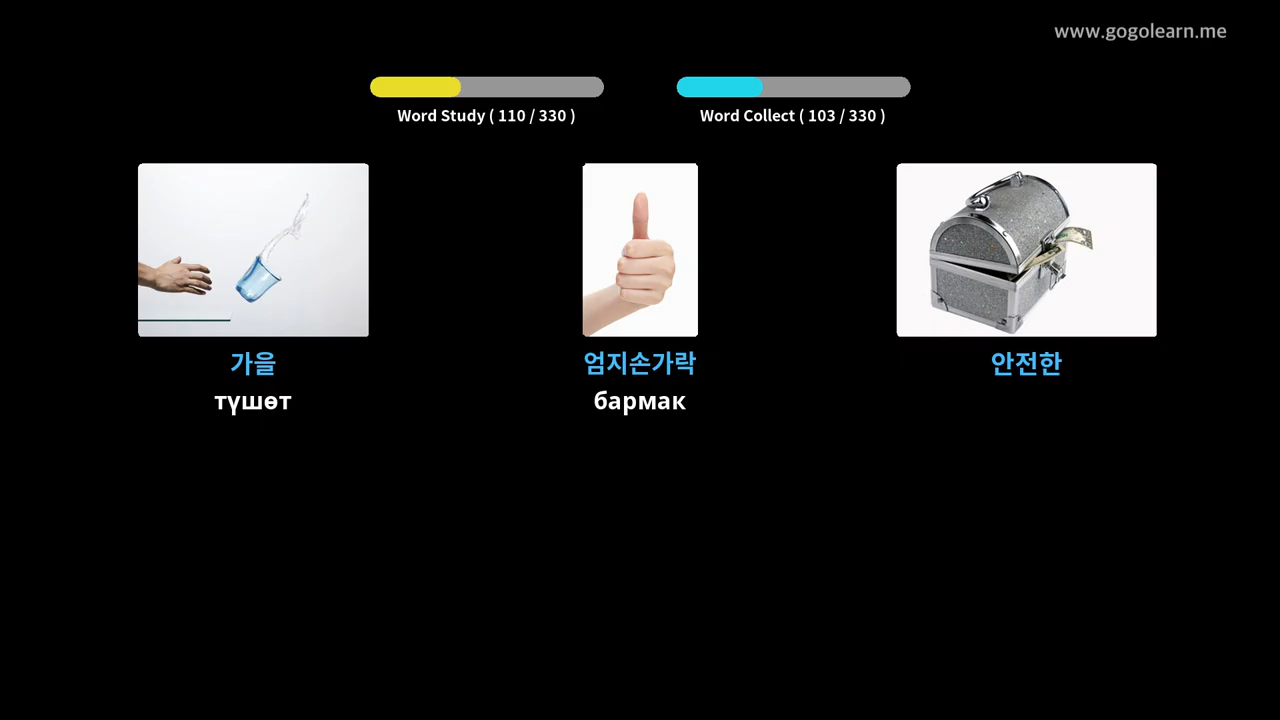 www.gogolearn.me
Word Study ( 110 / 330 )
Word Collect ( 103 / 330 )
가을
엄지손가락
안전한
түшөт
бармак